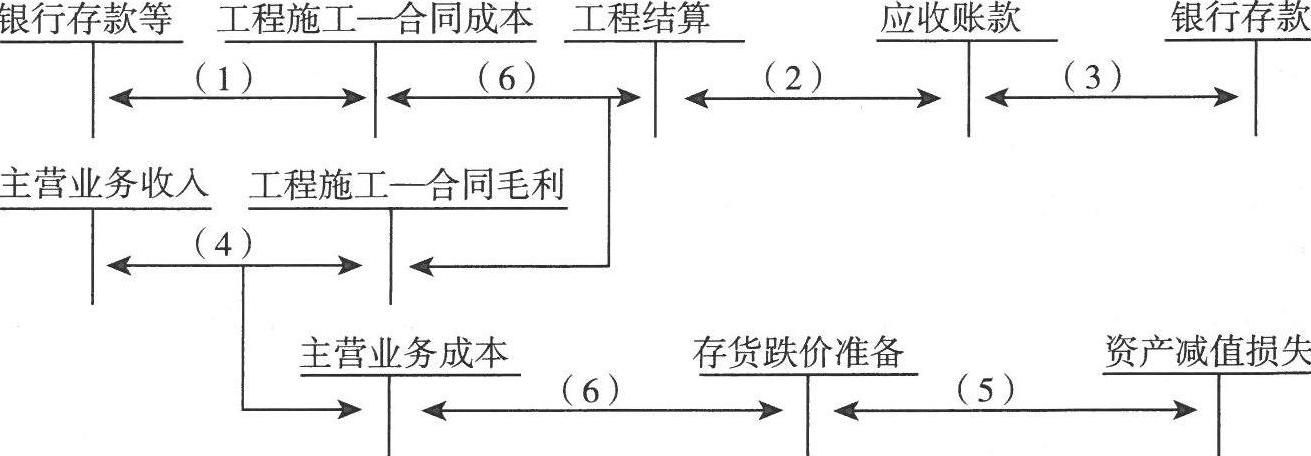 银行存款等 工程施工—合同成本 工程结算 应收账款 银行存款
（1） （6） （2） （3）
主营业务收入 工程施工—合同毛利
（4）
主营业务成本 存货跌价准备 资产减值损失
（6） （5）